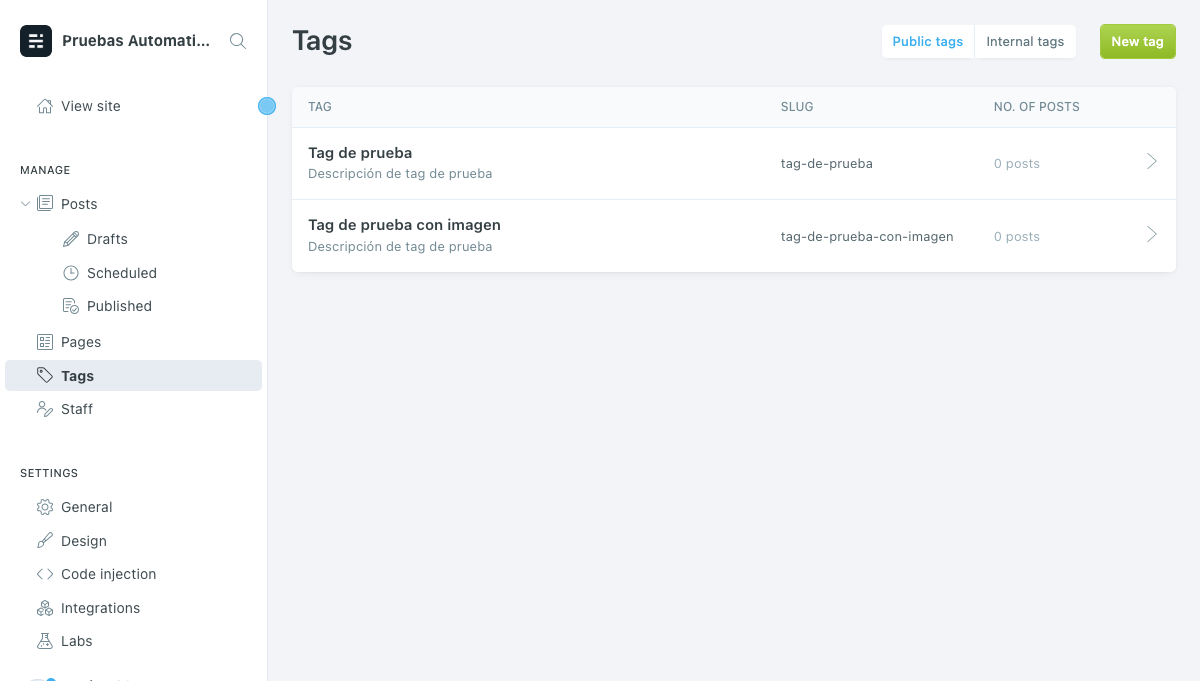 Pruebas Automati...
View site
MANAGE
Posts
Drafts
Scheduled
Published
Pages
Tags
Staff
SETTINGS
General
Design
Code injection
Integrations
Labs
Tags
Public tags
Internal tags
New tag
TAG
SLUG
NO. OF POSTS
Tag de prueba
Descripción de tag de prueba
tag-de-prueba
0 posts
Tag de prueba con imagen
Descripción de tag de prueba
tag-de-prueba-con-imagen
0 posts